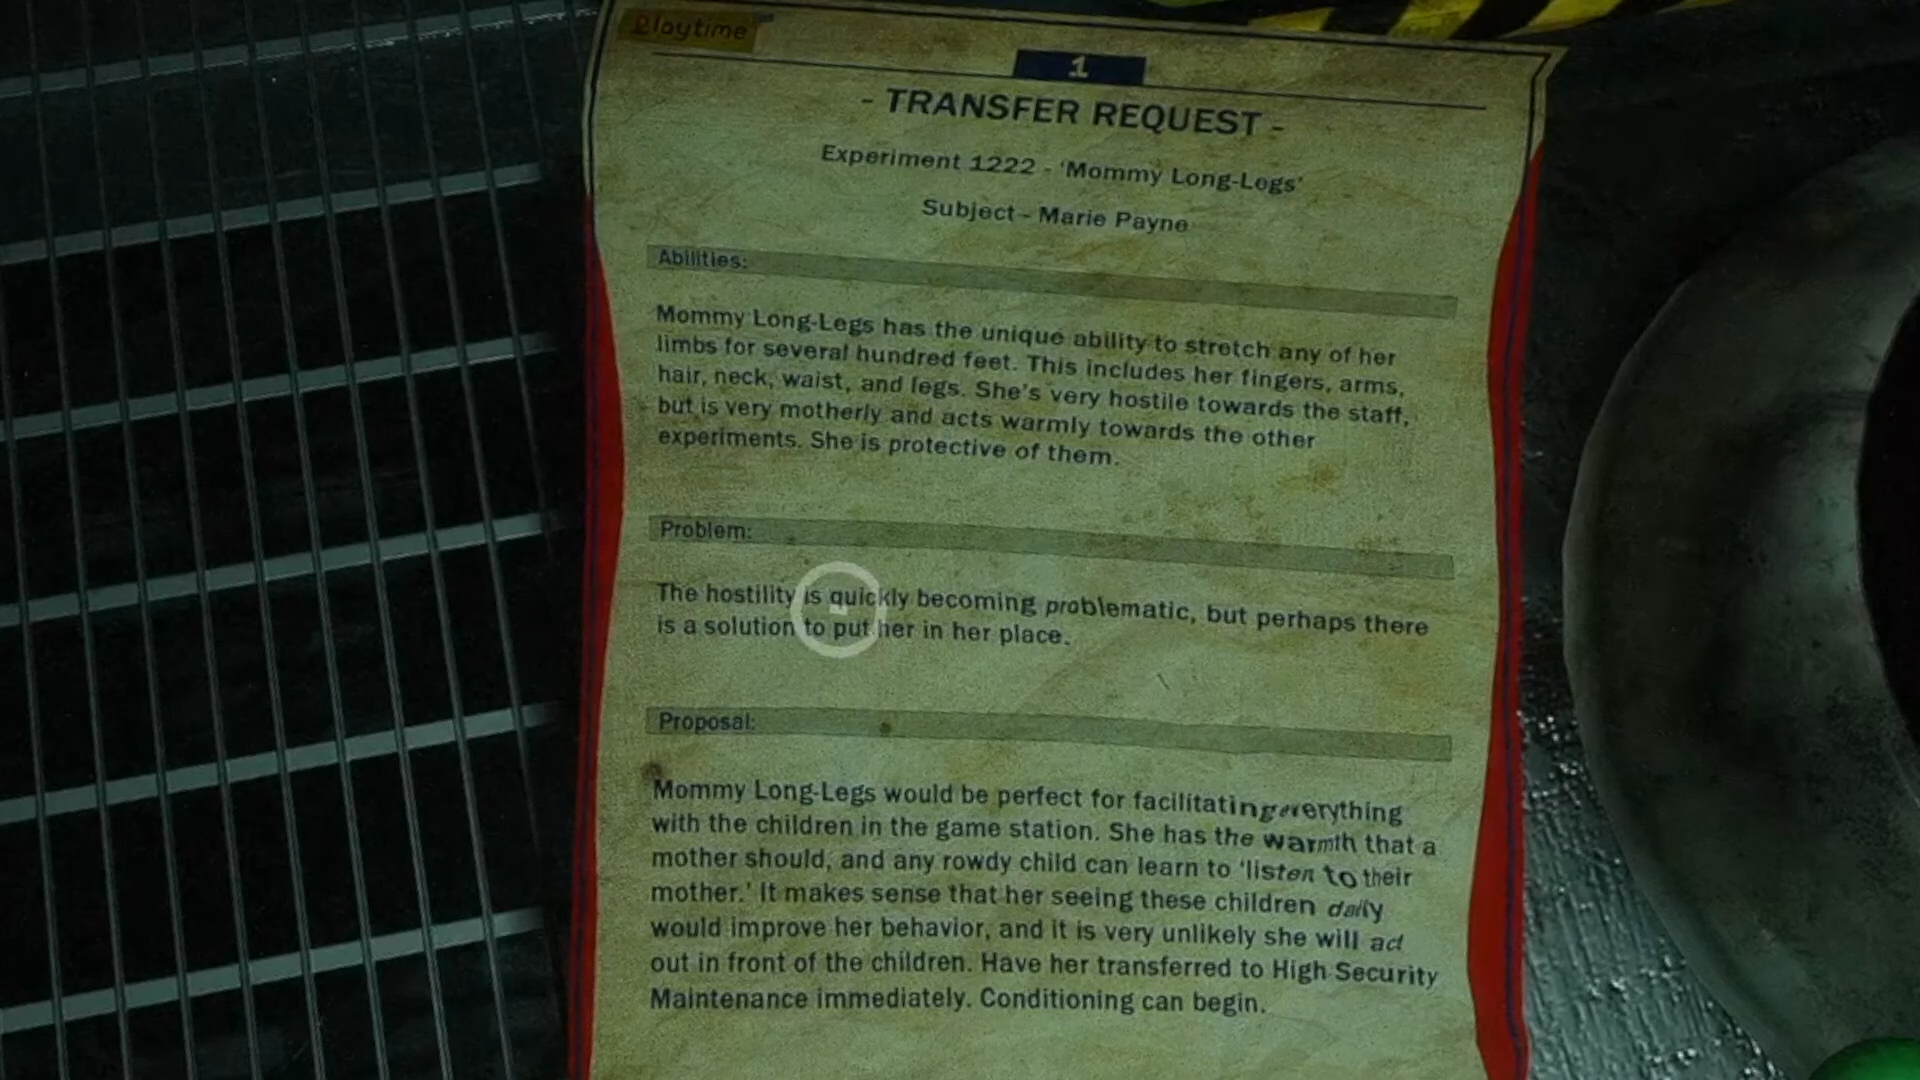 Playtime
1
- TRANSFER REQUEST -
Experiment 1222 - 'Mommy Long-Legs'
Subject - Marie Payne
Abilities:
Mommy Long-Legs has the unique ability to stretch any of her
limbs for several hundred feet. This includes her fingers, arms,
hair, neck, waist, and legs. She's very hostile towards the staff,
but is very motherly and acts warmly towards the other
experiments. She is protective of them.
Problem:
The hostility is quickly becoming problematic, but perhaps there
is a solution to put her in her place.
Proposal:
Mommy Long-Legs would be perfect for facilitating everything
with the children in the game station. She has the warmth that a
mother should, and any rowdy child can learn to 'listen to their
mother.' It makes sense that her seeing these children daily
would improve her behavior, and it is very unlikely she will act
out in front of the children. Have her transferred to High Security
Maintenance immediately. Conditioning can begin.